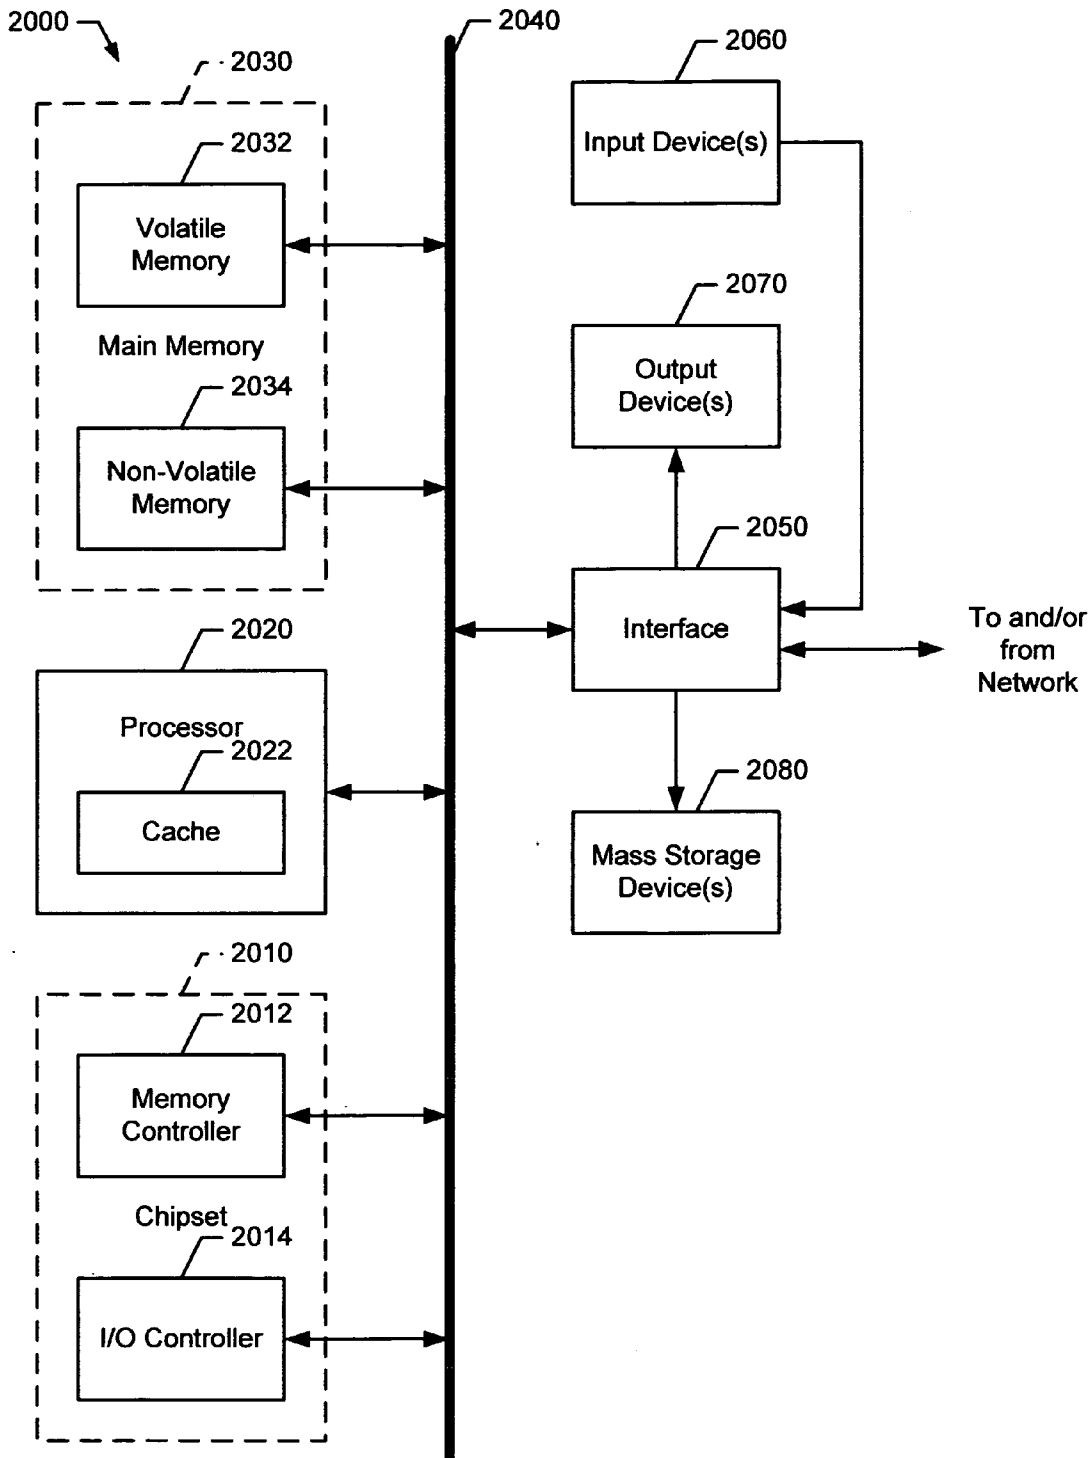 2000
2040
2030
2060
Input Device(s)
2032
Volatile
Memory
Main Memory
2070
Output
Device(s)
2034
Non-Volatile
Memory
2050
Interface
To and/or
from
Network
2020
Processor
2022
Cache
2080
Mass Storage
Device(s)
2010
2012
Memory
Controller
Chipset
2014
I/O Controller